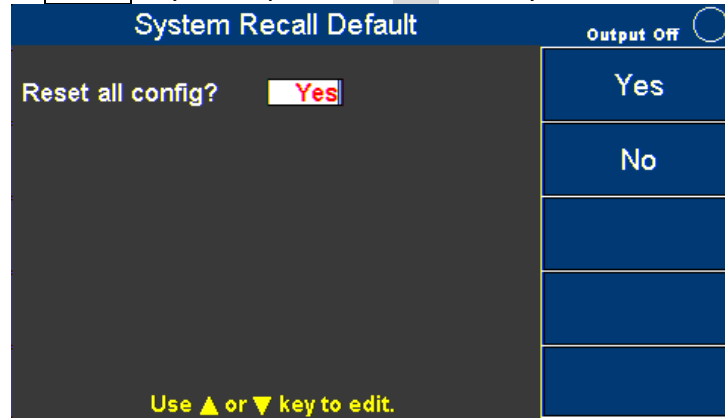 System Recall Default
Output Off
Reset all config? Yes
Yes
No
Use ▲ or ▼ key to edit.